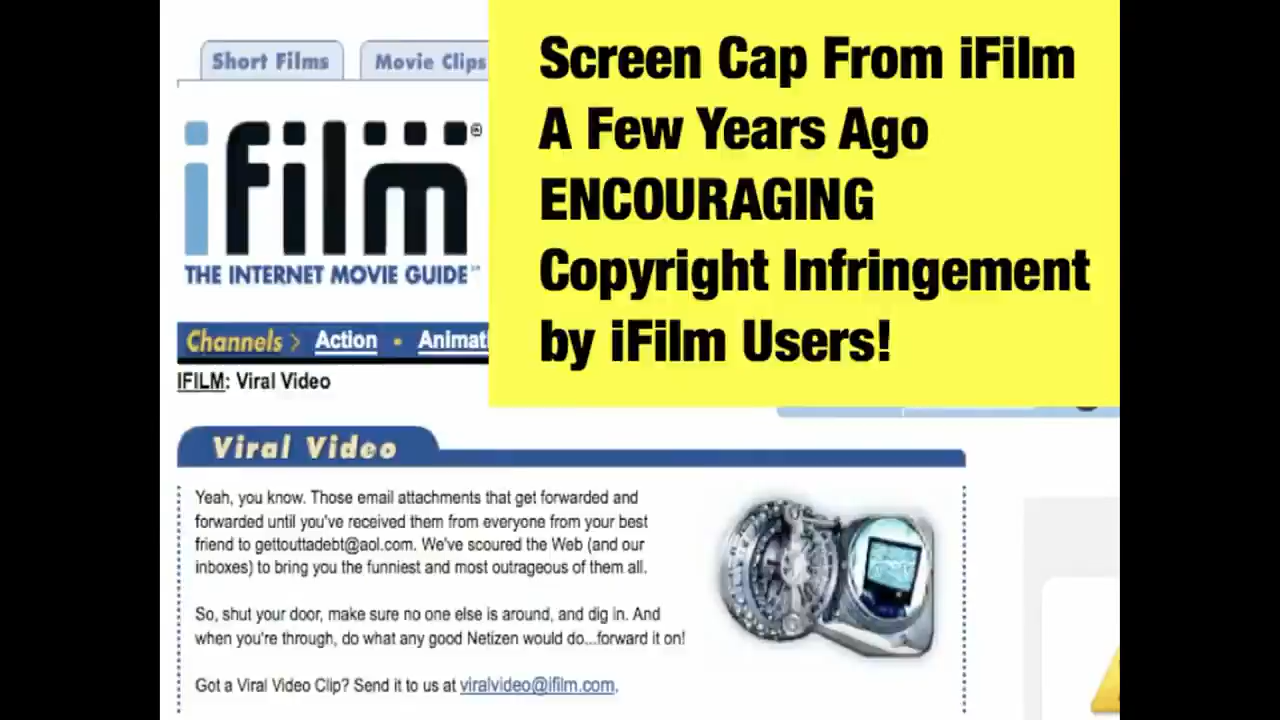 Short Films
Movie Clips
Screen Cap From iFilm
A Few Years Ago
ENCOURAGING
Copyright Infringement
by iFilm Users!
ifilm®
THE INTERNET MOVIE GUIDE
Channels > Action • Animati
IFILM: Viral Video
Viral Video
Yeah, you know. Those email attachments that get forwarded and
forwarded until you've received them from everyone from your best
friend to gettouttadebt@aol.com. We've scoured the Web (and our
inboxes) to bring you the funniest and most outrageous of them all.
So, shut your door, make sure no one else is around, and dig in. And
when you're through, do what any good Netizen would do...forward it on!
Got a Viral Video Clip? Send it to us at viralvideo@ifilm.com.